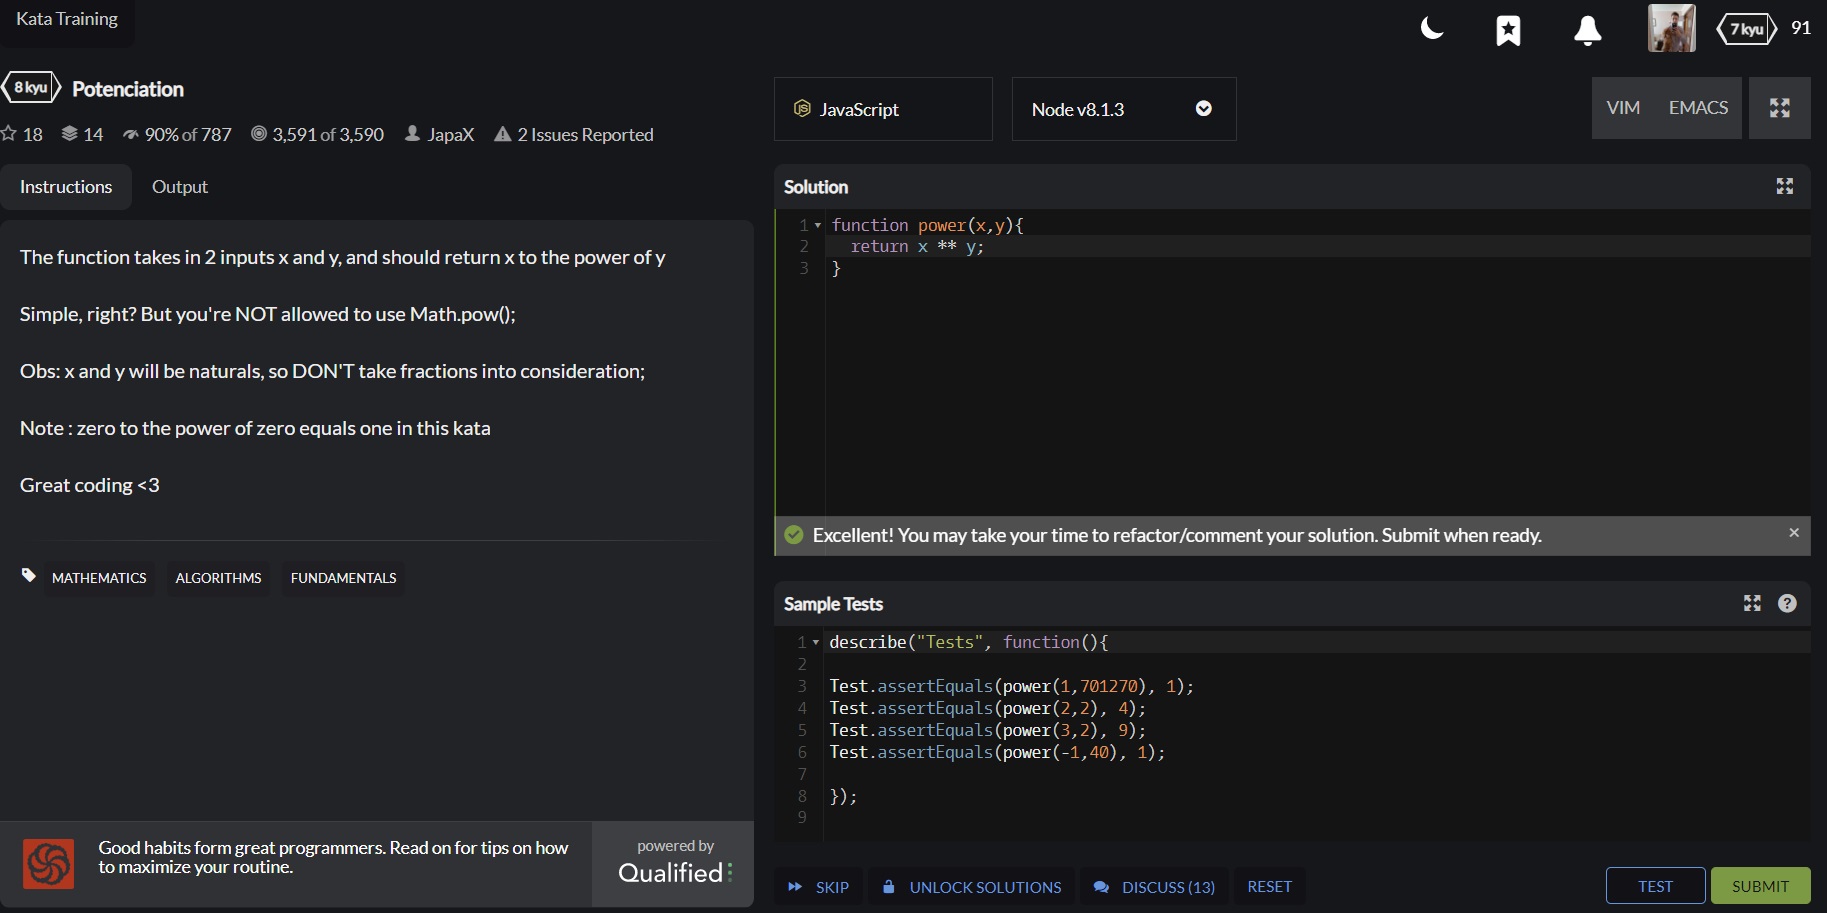 Kata Training
7 kyu 91
8 kyu Potenciation
18 14 90% of 787 3,591 of 3,590 JapaX 2 Issues Reported
Instructions Output
The function takes in 2 inputs x and y, and should return x to the power of y
Simple, right? But you're NOT allowed to use Math.pow();
Obs: x and y will be naturals, so DON'T take fractions into consideration;
Note : zero to the power of zero equals one in this kata
Great coding <3
MATHEMATICS ALGORITHMS FUNDAMENTALS
Good habits form great programmers. Read on for tips on how
to maximize your routine.
powered by
Qualified
JavaScript Node v8.1.3 VIM EMACS
Solution
1 function power(x,y){
2 return x ** y;
3 }
Excellent! You may take your time to refactor/comment your solution. Submit when ready.
Sample Tests
1 describe("Tests", function(){
2
3 Test.assertEquals(power(1,701270), 1);
4 Test.assertEquals(power(2,2), 4);
5 Test.assertEquals(power(3,2), 9);
6 Test.assertEquals(power(-1,40), 1);
7
8 });
9
SKIP UNLOCK SOLUTIONS DISCUSS (13) RESET TEST SUBMIT